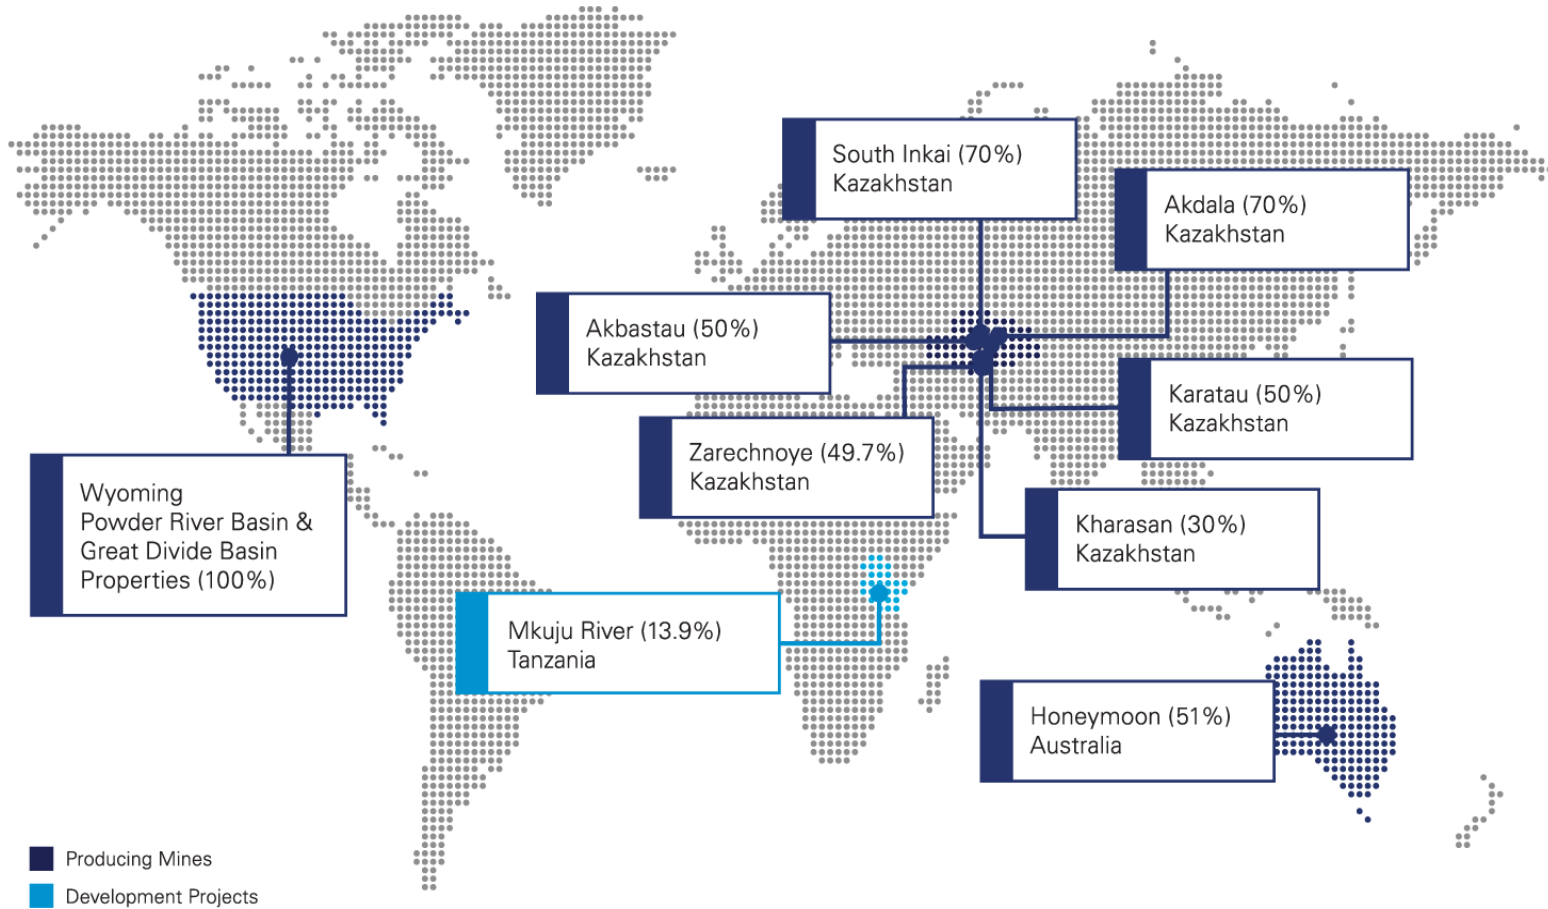 South Inkai (70%)
Kazakhstan
Akdala (70%)
Kazakhstan
Akbastau (50%)
Kazakhstan
Karatau (50%)
Kazakhstan
Zarechnoye (49.7%)
Kazakhstan
Wyoming
Powder River Basin &
Great Divide Basin
Properties (100%)
Kharasan (30%)
Kazakhstan
Mkuju River (13.9%)
Tanzania
Honeymoon (51%)
Australia
Producing Mines
Development Projects